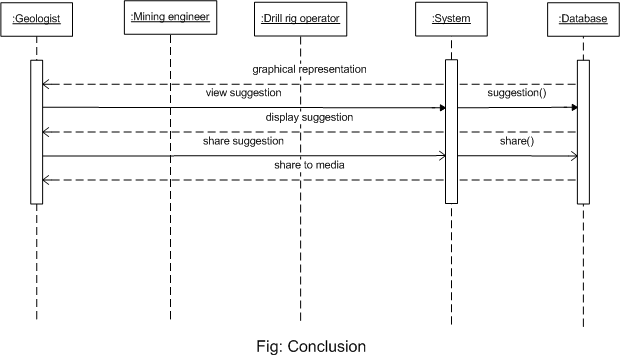 :Geologist
:Mining engineer
:Drill rig operator
:System
:Database
graphical representation
view suggestion
suggestion()
display suggestion
share suggestion
share()
share to media
Fig: Conclusion